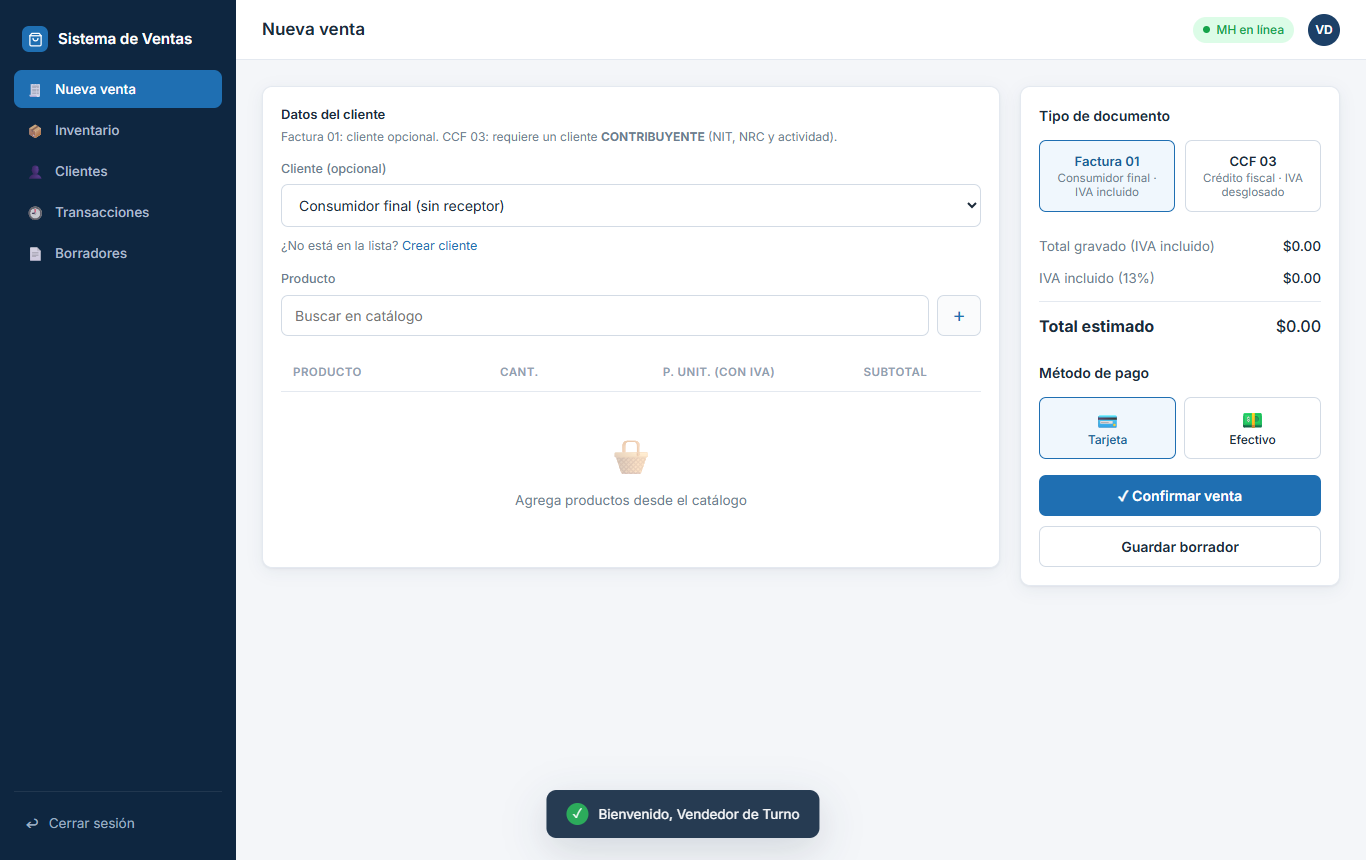 Sistema de Ventas
Nueva venta
Inventario
Clientes
Transacciones
Borradores
Cerrar sesión
Nueva venta
MH en línea
VD
Datos del cliente
Factura 01: cliente opcional. CCF 03: requiere un cliente CONTRIBUYENTE (NIT, NRC y actividad).
Cliente (opcional)
Consumidor final (sin receptor)
¿No está en la lista? Crear cliente
Producto
Buscar en catálogo
+
PRODUCTO CANT. P. UNIT. (CON IVA) SUBTOTAL
Agrega productos desde el catálogo
Tipo de documento
Factura 01
Consumidor final ·
IVA incluido
CCF 03
Crédito fiscal · IVA
desglosado
Total gravado (IVA incluido) $0.00
IVA incluido (13%) $0.00
Total estimado $0.00
Método de pago
Tarjeta
Efectivo
✓ Confirmar venta
Guardar borrador
Bienvenido, Vendedor de Turno